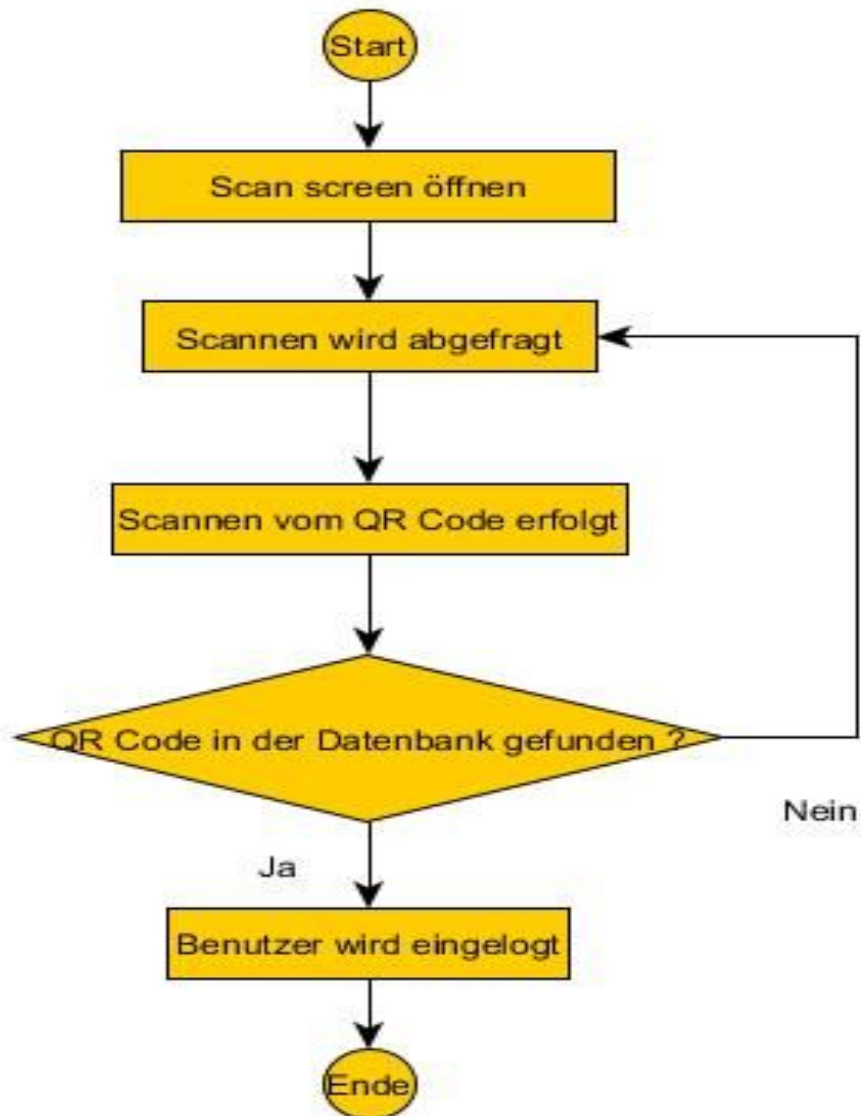 Start
Scan screen öffnen
Scannen wird abgefragt
Scannen vom QR Code erfolgt
QR Code in der Datenbank gefunden ?
Nein
Ja
Benutzer wird eingelogt
Ende